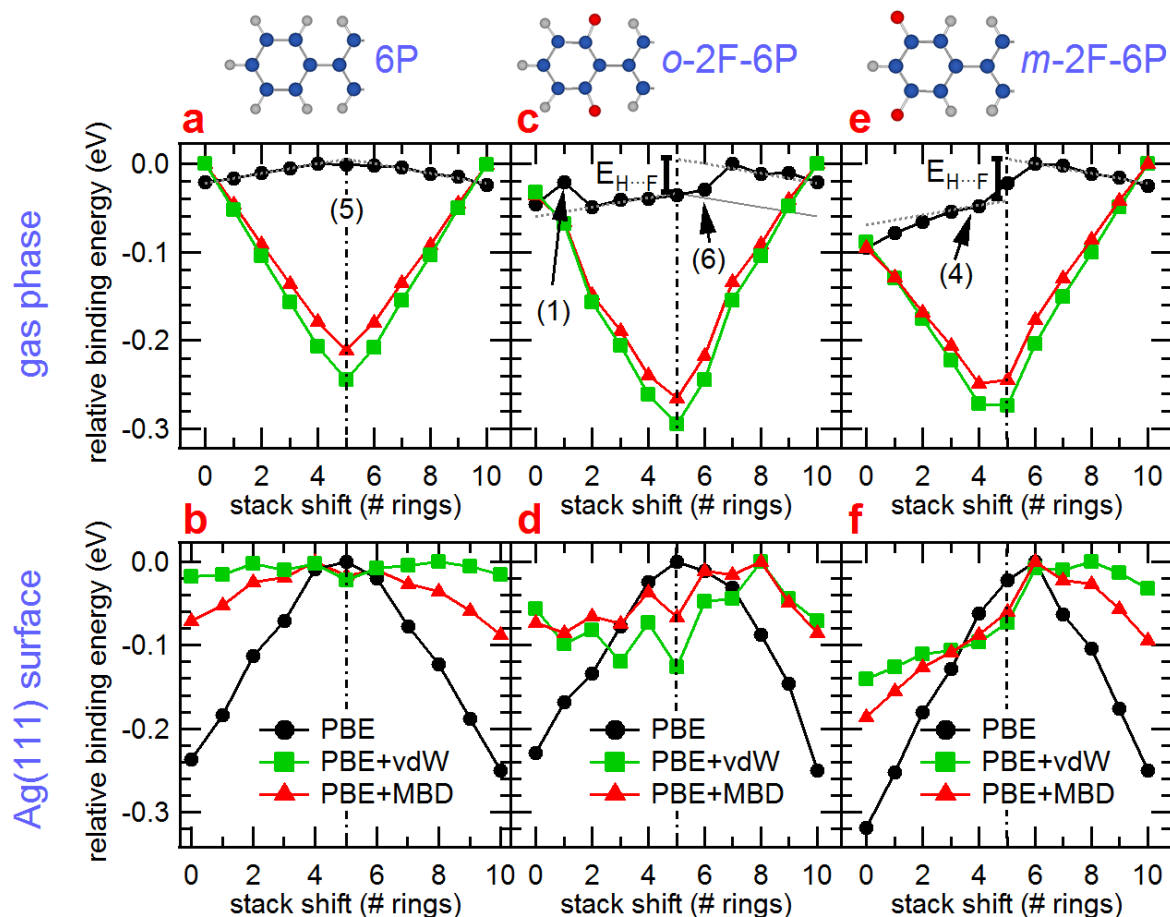 6P
o-2F-6P
m-2F-6P
a
c
e
gas phase
relative binding energy (eV)
0.0
-0.1
-0.2
-0.3
(5)
E_H...F
(1)
(6)
E_H...F
(4)
0 2 4 6 8 10
0 2 4 6 8 10
0 2 4 6 8 10
stack shift (# rings)
stack shift (# rings)
stack shift (# rings)
b
d
f
Ag(111) surface
relative binding energy (eV)
0.0
-0.1
-0.2
-0.3
PBE
PBE+vdW
PBE+MBD
PBE
PBE+vdW
PBE+MBD
PBE
PBE+vdW
PBE+MBD
0 2 4 6 8 10
0 2 4 6 8 10
0 2 4 6 8 10
stack shift (# rings)
stack shift (# rings)
stack shift (# rings)